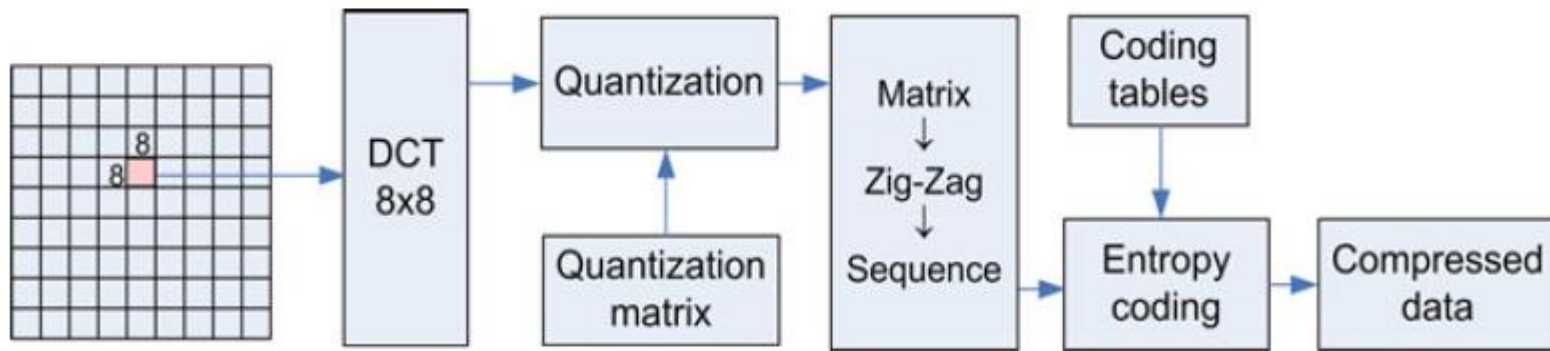 8
8
DCT
8x8
Quantization
Quantization
matrix
Matrix
↓
Zig-Zag
↓
Sequence
Coding
tables
Entropy
coding
Compressed
data